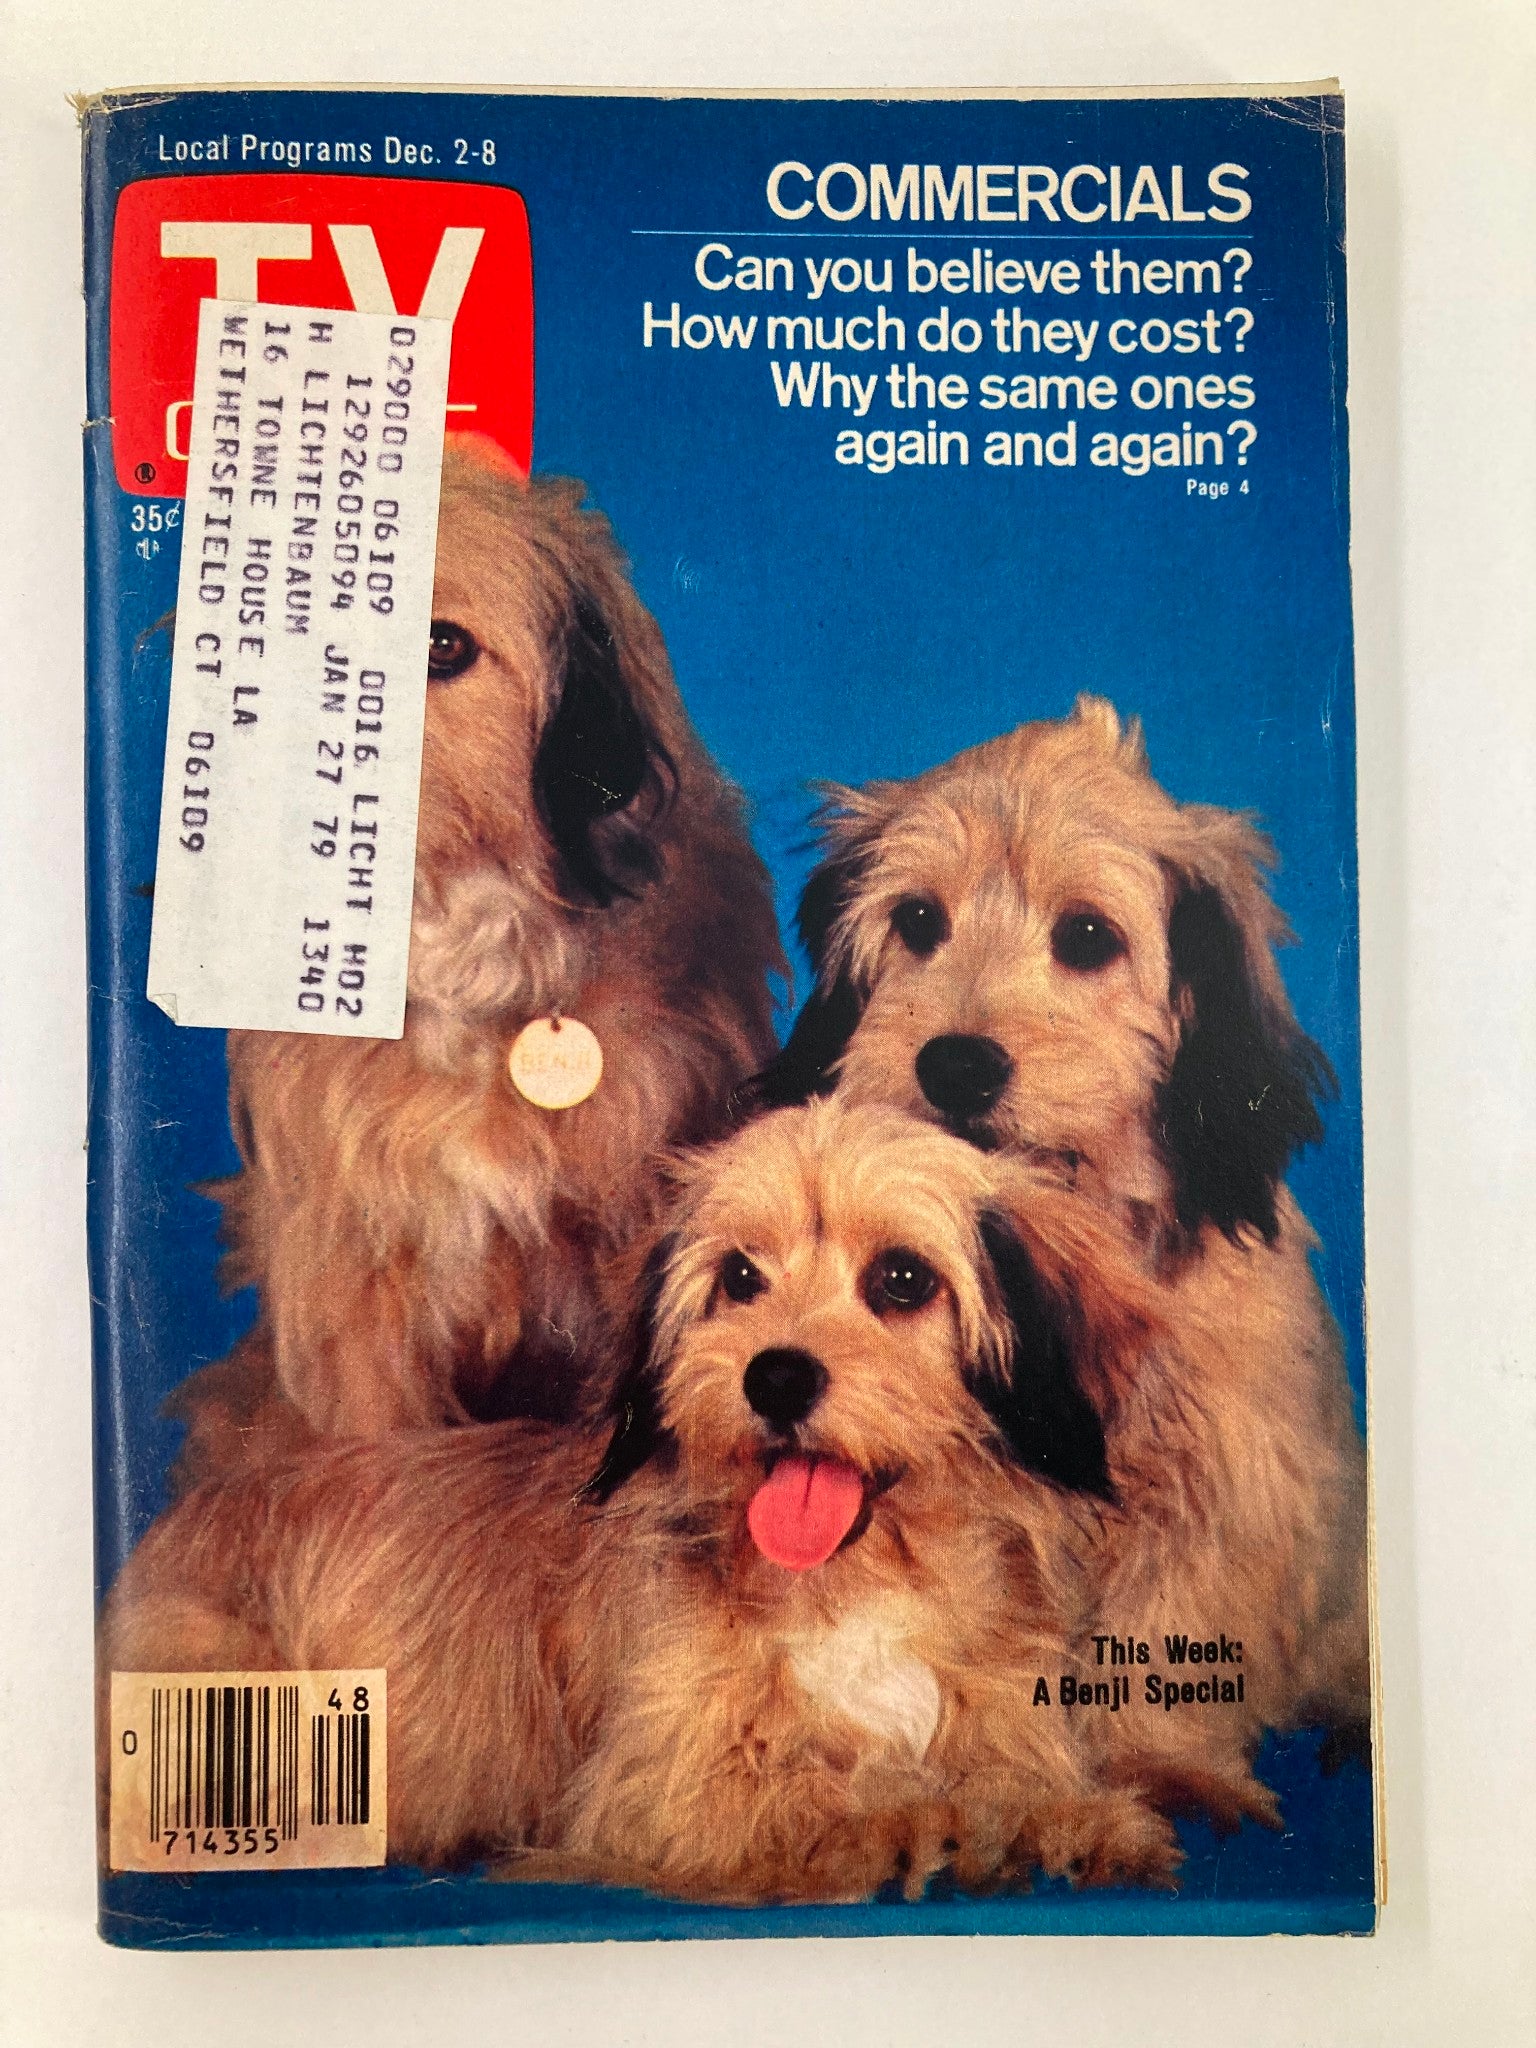 Local Programs Dec. 2-8
TV
®
35¢
COMMERCIALS
Can you believe them?
How much do they cost?
Why the same ones
again and again?
Page 4
029000 06109 0016 LICHT H02
1292605094 JAN 27 79 1340
H LICHTENBAUM
16 TOWNE HOUSE LA
WETHERSFIELD CT 06109
BENJI
This Week:
A Benji Special
48
0
714355